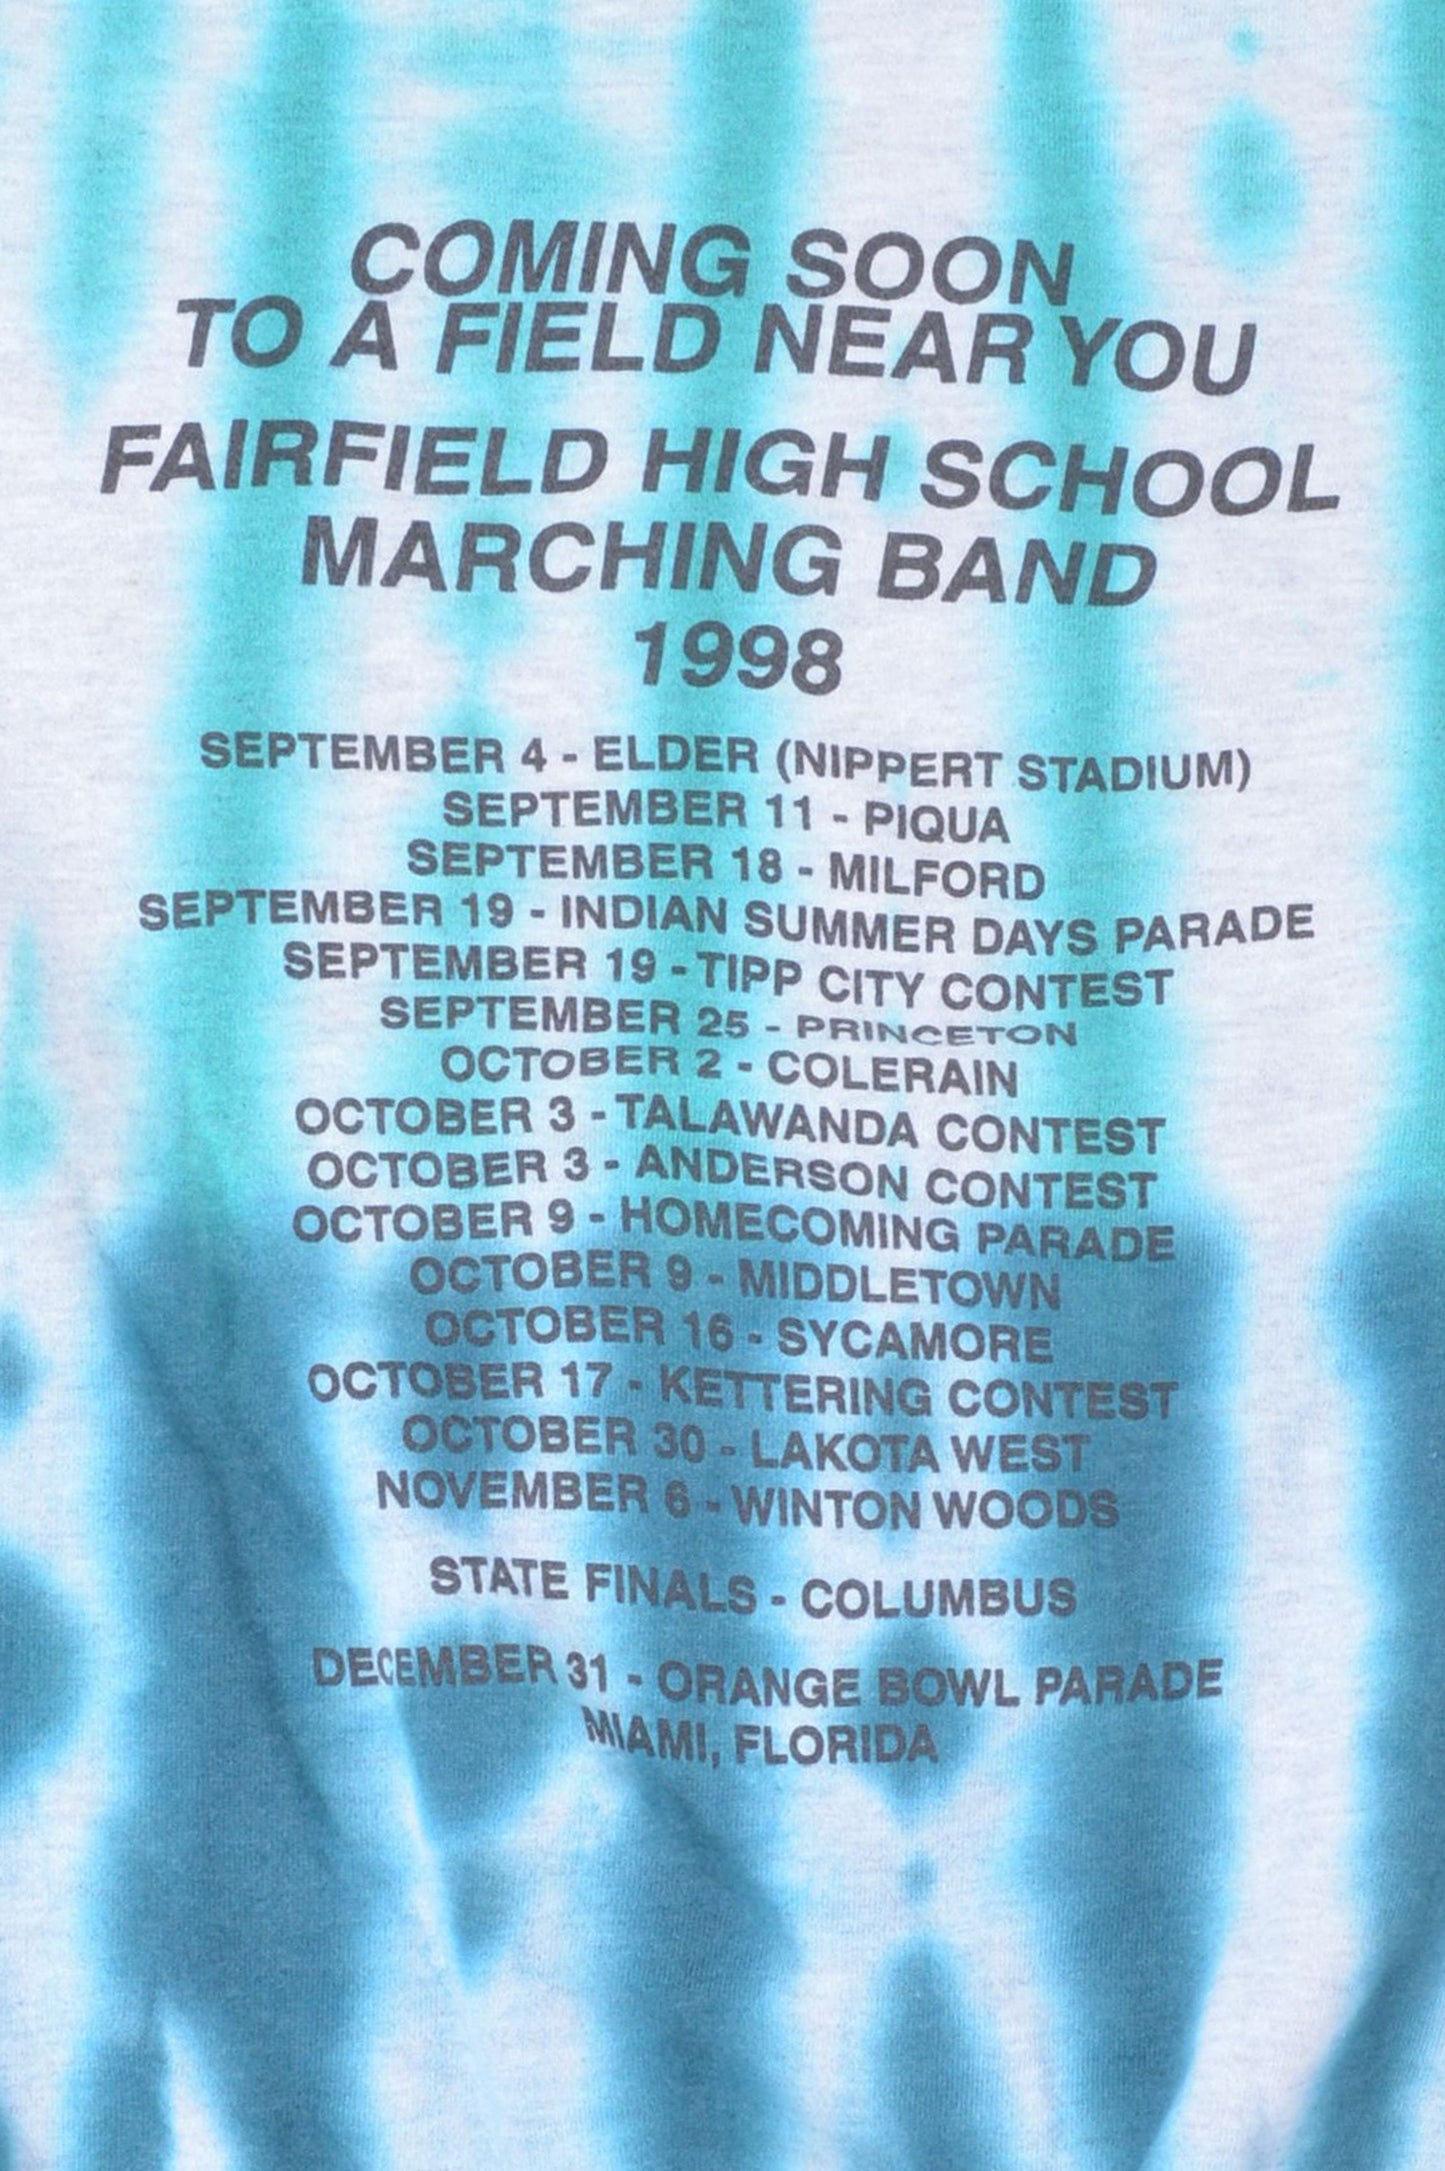 COMING SOON
TO A FIELD NEAR YOU
FAIRFIELD HIGH SCHOOL
MARCHING BAND
1998
SEPTEMBER 4 - ELDER (NIPPERT STADIUM)
SEPTEMBER 11 - PIQUA
SEPTEMBER 18 - MILFORD
SEPTEMBER 19 - INDIAN SUMMER DAYS PARADE
SEPTEMBER 19 - TIPP CITY CONTEST
SEPTEMBER 25 - PRINCETON
OCTOBER 2 - COLERAIN
OCTOBER 3 - TALAWANDA CONTEST
OCTOBER 3 - ANDERSON CONTEST
OCTOBER 9 - HOMECOMING PARADE
OCTOBER 9 - MIDDLETOWN
OCTOBER 16 - SYCAMORE
OCTOBER 17 - KETTERING CONTEST
OCTOBER 30 - LAKOTA WEST
NOVEMBER 6 - WINTON WOODS
STATE FINALS - COLUMBUS
DECEMBER 31 - ORANGE BOWL PARADE
MIAMI, FLORIDA